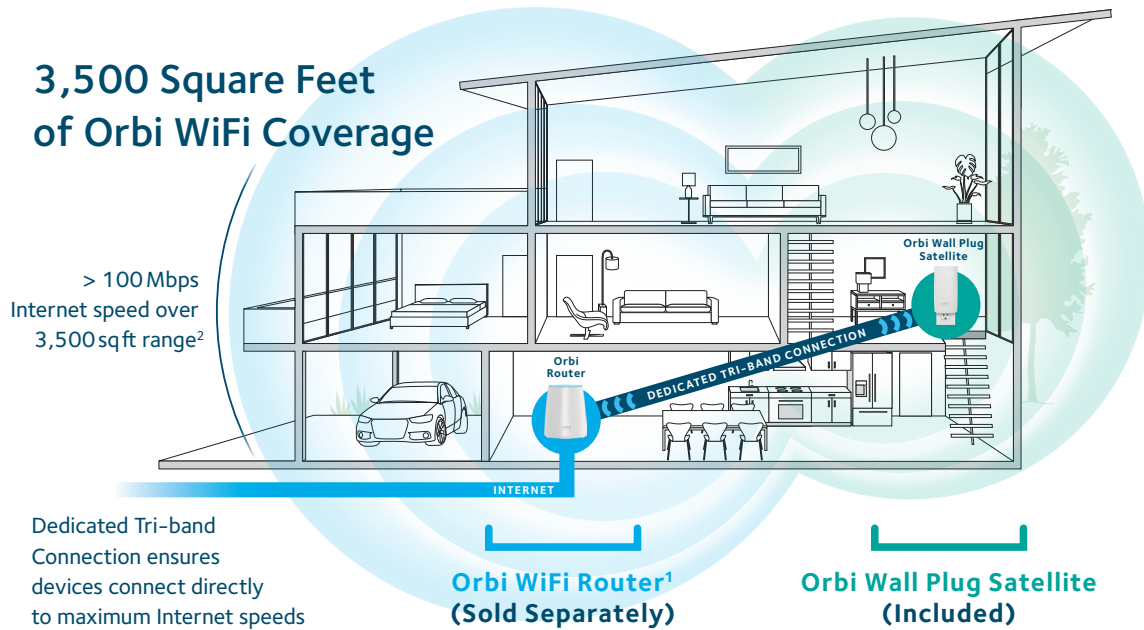 3,500 Square Feet
of Orbi WiFi Coverage
> 100 Mbps
Internet speed over
3,500 sq ft range²
Orbi Wall Plug
Satellite
Orbi
Router
DEDICATED TRI-BAND CONNECTION
INTERNET
Dedicated Tri-band
Connection ensures
devices connect directly
to maximum Internet speeds
Orbi WiFi Router¹
(Sold Separately)
Orbi Wall Plug Satellite
(Included)